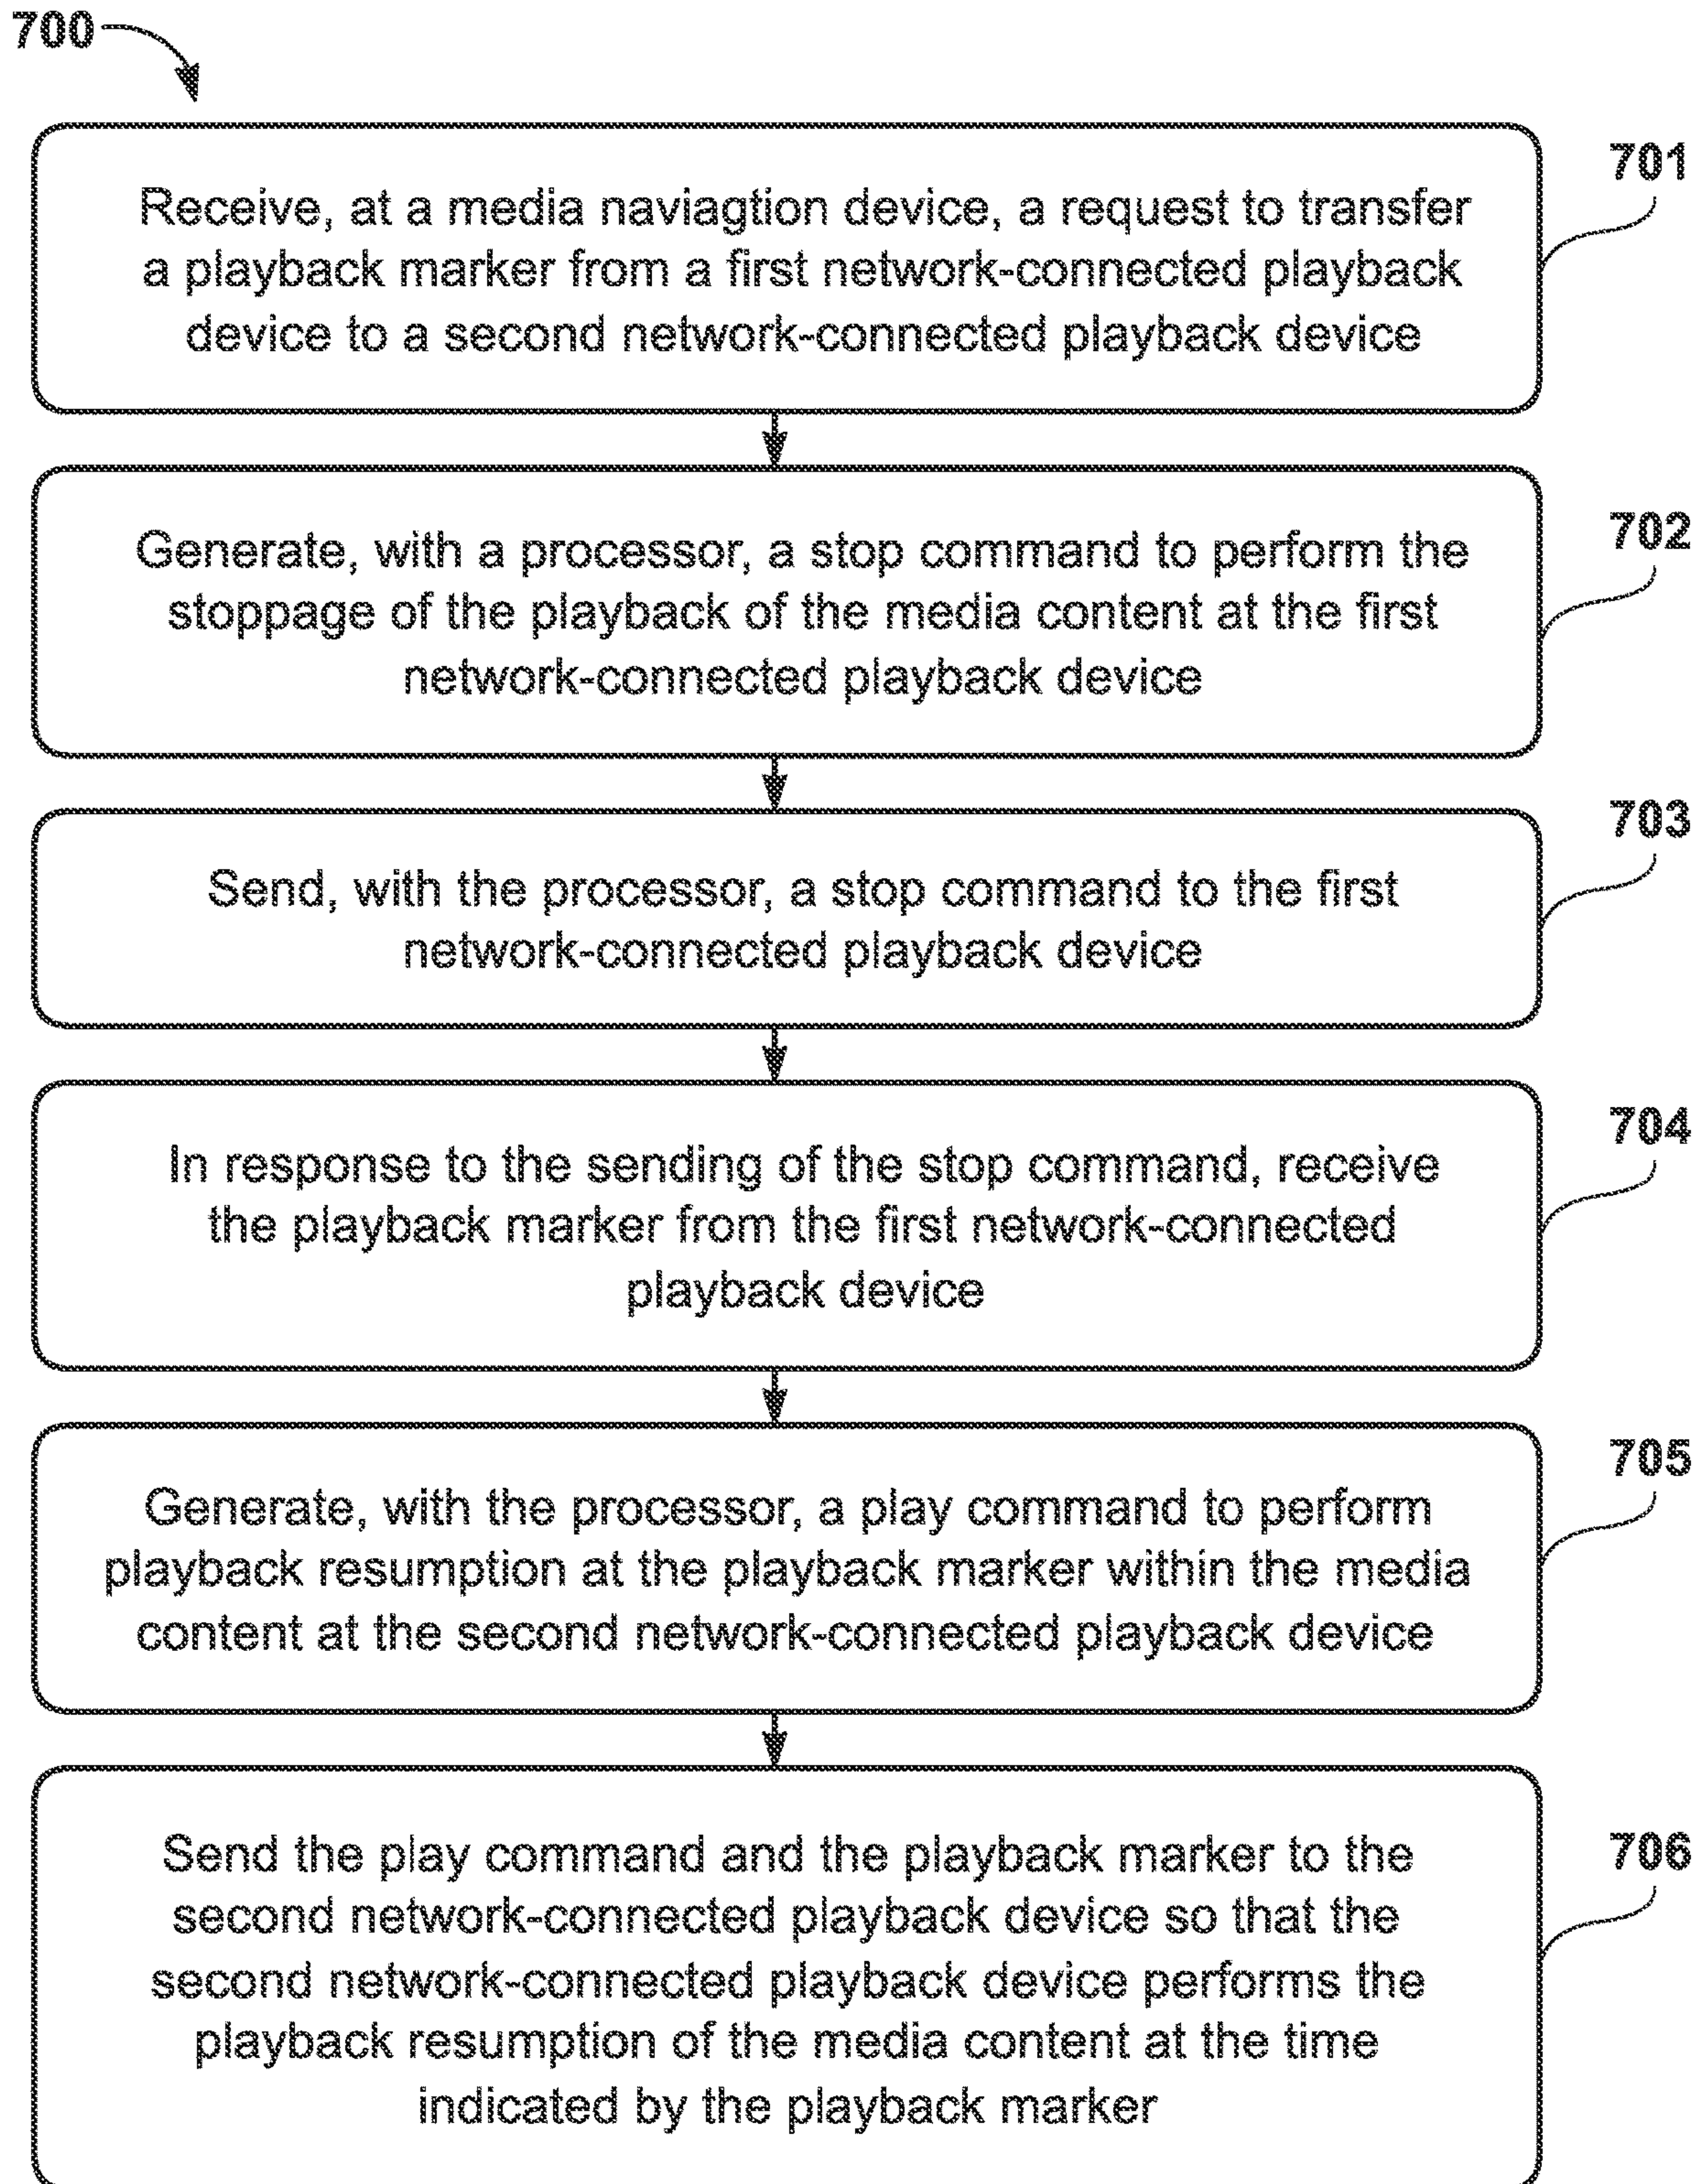 700
701
Receive, at a media naviagtion device, a request to transfer
a playback marker from a first network-connected playback
device to a second network-connected playback device
702
Generate, with a processor, a stop command to perform the
stoppage of the playback of the media content at the first
network-connected playback device
703
Send, with the processor, a stop command to the first
network-connected playback device
704
In response to the sending of the stop command, receive
the playback marker from the first network-connected
playback device
705
Generate, with the processor, a play command to perform
playback resumption at the playback marker within the media
content at the second network-connected playback device
706
Send the play command and the playback marker to the
second network-connected playback device so that the
second network-connected playback device performs the
playback resumption of the media content at the time
indicated by the playback marker